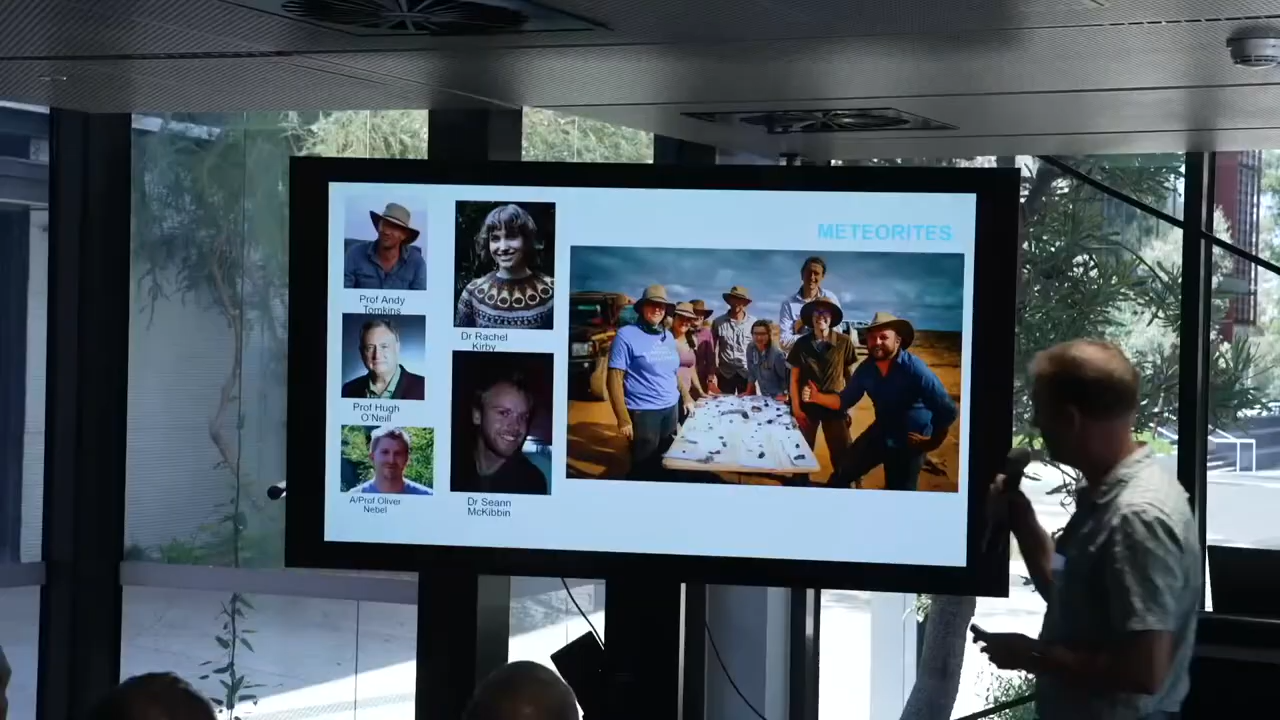 METEORITES
Prof Andy
Tomkins
Dr Rachel
Kirby
Prof Hugh
O'Neill
A/Prof Oliver
Nebel
Dr Seann
McKibbin